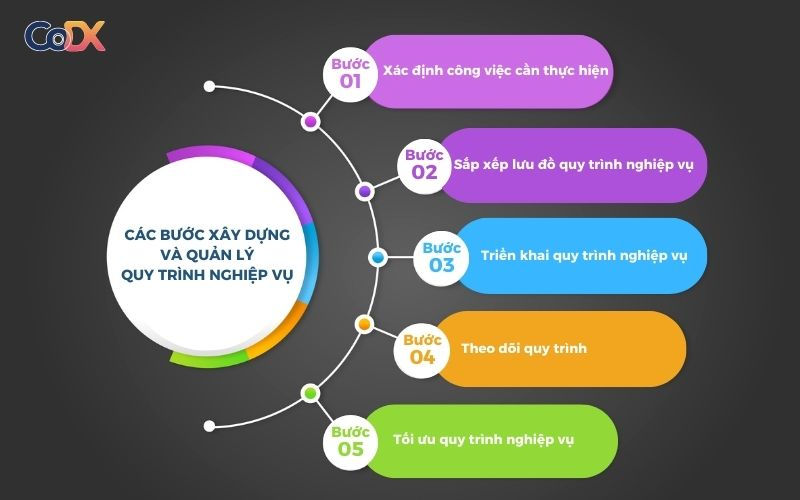 CoDX
CÁC BƯỚC XÂY DỰNG
VÀ QUẢN LÝ
QUY TRÌNH NGHIỆP VỤ
Bước
01
Xác định công việc cần thực hiện
Bước
02
Sắp xếp lưu đồ quy trình nghiệp vụ
Bước
03
Triển khai quy trình nghiệp vụ
Bước
04
Theo dõi quy trình
Bước
05
Tối ưu quy trình nghiệp vụ